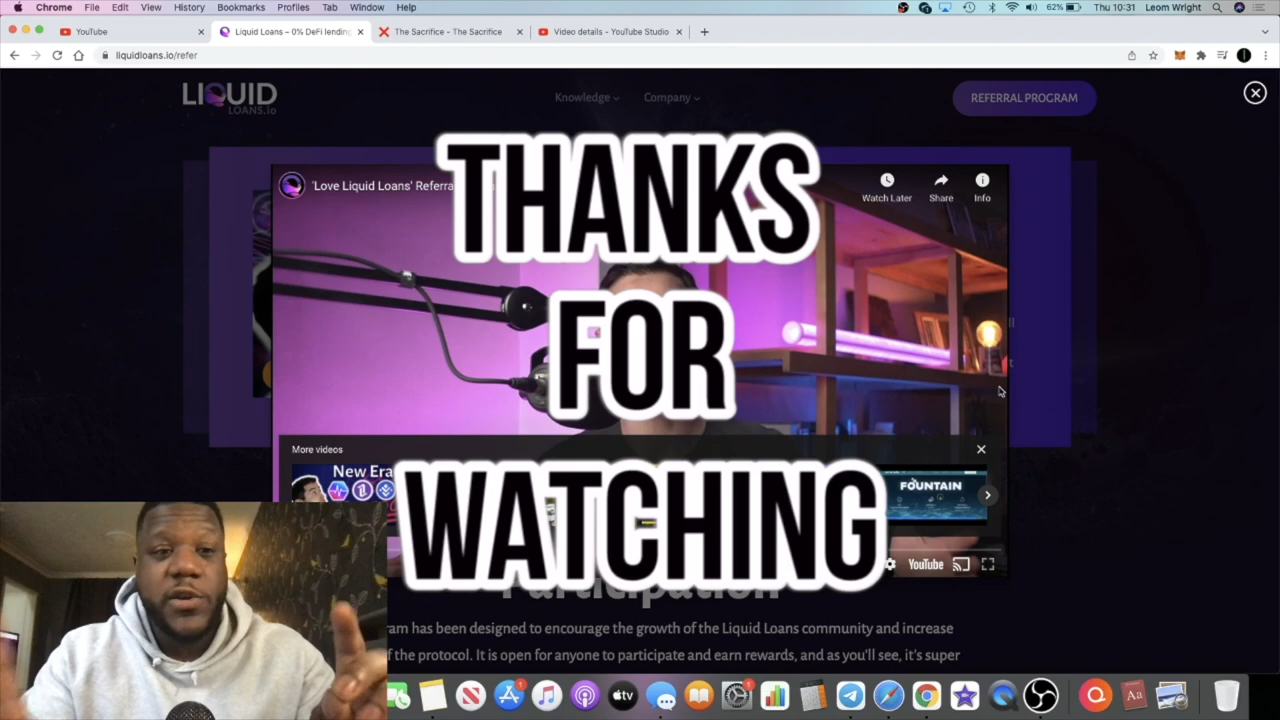 Chrome File Edit View History Bookmarks Profiles Tab Window Help 62% Thu 10:31 Leom Wright
YouTube Liquid Loans – 0% DeFi lending The Sacrifice - The Sacrifice Video details - YouTube Studio
liquidloans.io/refer
LIQUID
LOANS.io
Knowledge Company REFERRAL PROGRAM
'Love Liquid Loans' Referra
Watch Later Share Info
THANKS
FOR
WATCHING
More videos
New Era
FOUNTAIN
YouTube
Participation
ram has been designed to encourage the growth of the Liquid Loans community and increase
f the protocol. It is open for anyone to participate and earn rewards, and as you'll see, it's super
tv
Aa